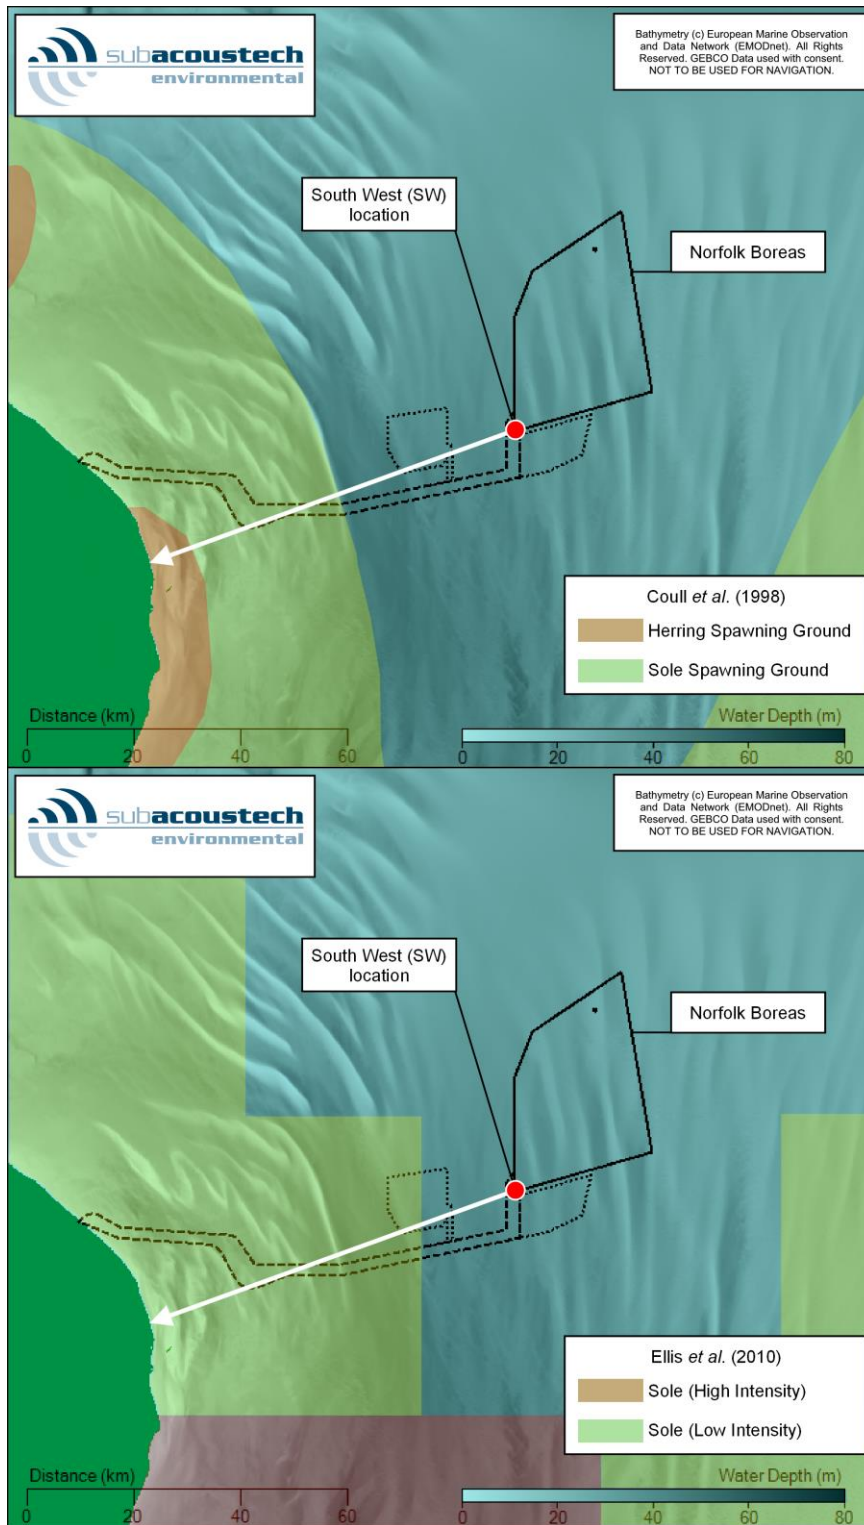 subacoustech
environmental
Bathymetry (c) European Marine Observation
and Data Network (EMODnet). All Rights
Reserved. GEBCO Data used with consent.
NOT TO BE USED FOR NAVIGATION.
South West (SW)
location
Norfolk Boreas
Coull et al. (1998)
Herring Spawning Ground
Sole Spawning Ground
Distance (km)
0 20 40 60
Water Depth (m)
0 20 40 60 80
subacoustech
environmental
Bathymetry (c) European Marine Observation
and Data Network (EMODnet). All Rights
Reserved. GEBCO Data used with consent.
NOT TO BE USED FOR NAVIGATION.
South West (SW)
location
Norfolk Boreas
Ellis et al. (2010)
Sole (High Intensity)
Sole (Low Intensity)
Distance (km)
0 20 40 60
Water Depth (m)
0 20 40 60 80